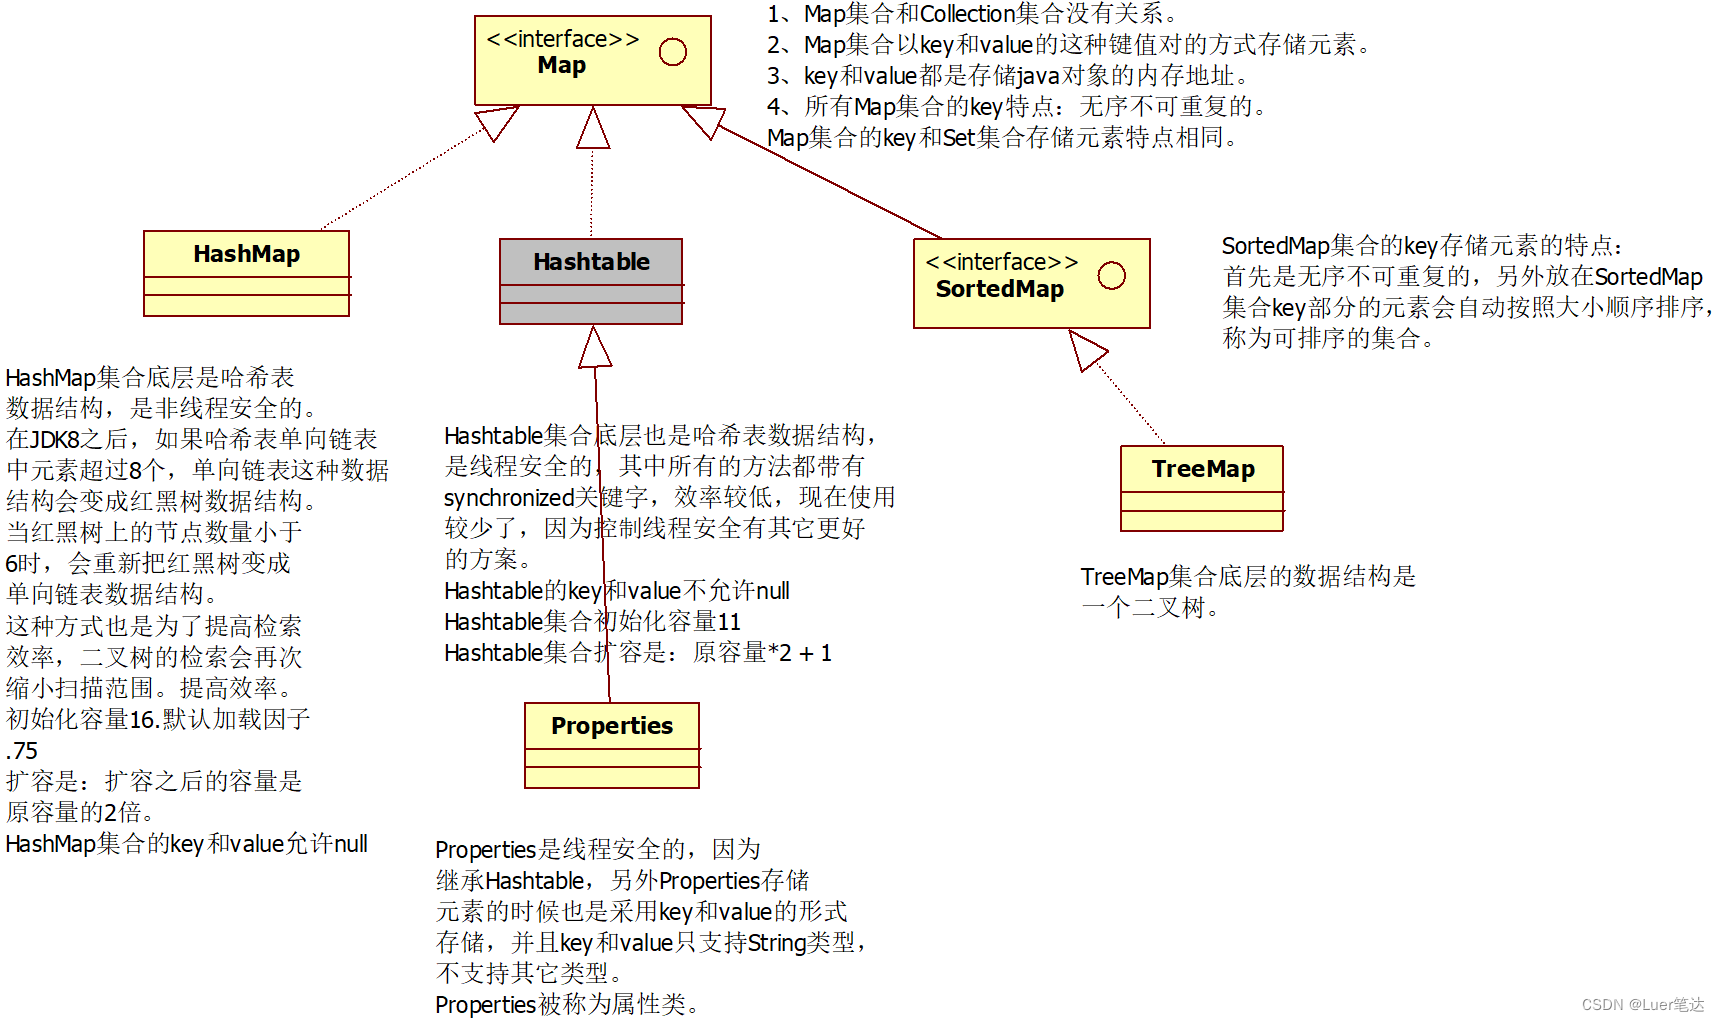 <<interface>>
Map
1、Map集合和Collection集合没有关系。
2、Map集合以key和value的这种键值对的方式存储元素。
3、key和value都是存储java对象的内存地址。
4、所有Map集合的key特点：无序不可重复的。
Map集合的key和Set集合存储元素特点相同。
HashMap
Hashtable
<<interface>>
SortedMap
SortedMap集合的key存储元素的特点：
首先是无序不可重复的，另外放在SortedMap
集合key部分的元素会自动按照大小顺序排序，
称为可排序的集合。
HashMap集合底层是哈希表
数据结构，是非线程安全的。
在JDK8之后，如果哈希表单向链表
中元素超过8个，单向链表这种数据
结构会变成红黑树数据结构。
当红黑树上的节点数量小于
6时，会重新把红黑树变成
单向链表数据结构。
这种方式也是为了提高检索
效率，二叉树的检索会再次
缩小扫描范围。提高效率。
初始化容量16.默认加载因子
.75
扩容是：扩容之后的容量是
原容量的2倍。
HashMap集合的key和value允许null
Hashtable集合底层也是哈希表数据结构，
是线程安全的，其中所有的方法都带有
synchronized关键字，效率较低，现在使用
较少了，因为控制线程安全有其它更好
的方案。
Hashtable的key和value不允许null
Hashtable集合初始化容量11
Hashtable集合扩容是：原容量*2 + 1
TreeMap
TreeMap集合底层的数据结构是
一个二叉树。
Properties
Properties是线程安全的，因为
继承Hashtable，另外Properties存储
元素的时候也是采用key和value的形式
存储，并且key和value只支持String类型，
不支持其它类型。
Properties被称为属性类。
CSDN @Luer笔达